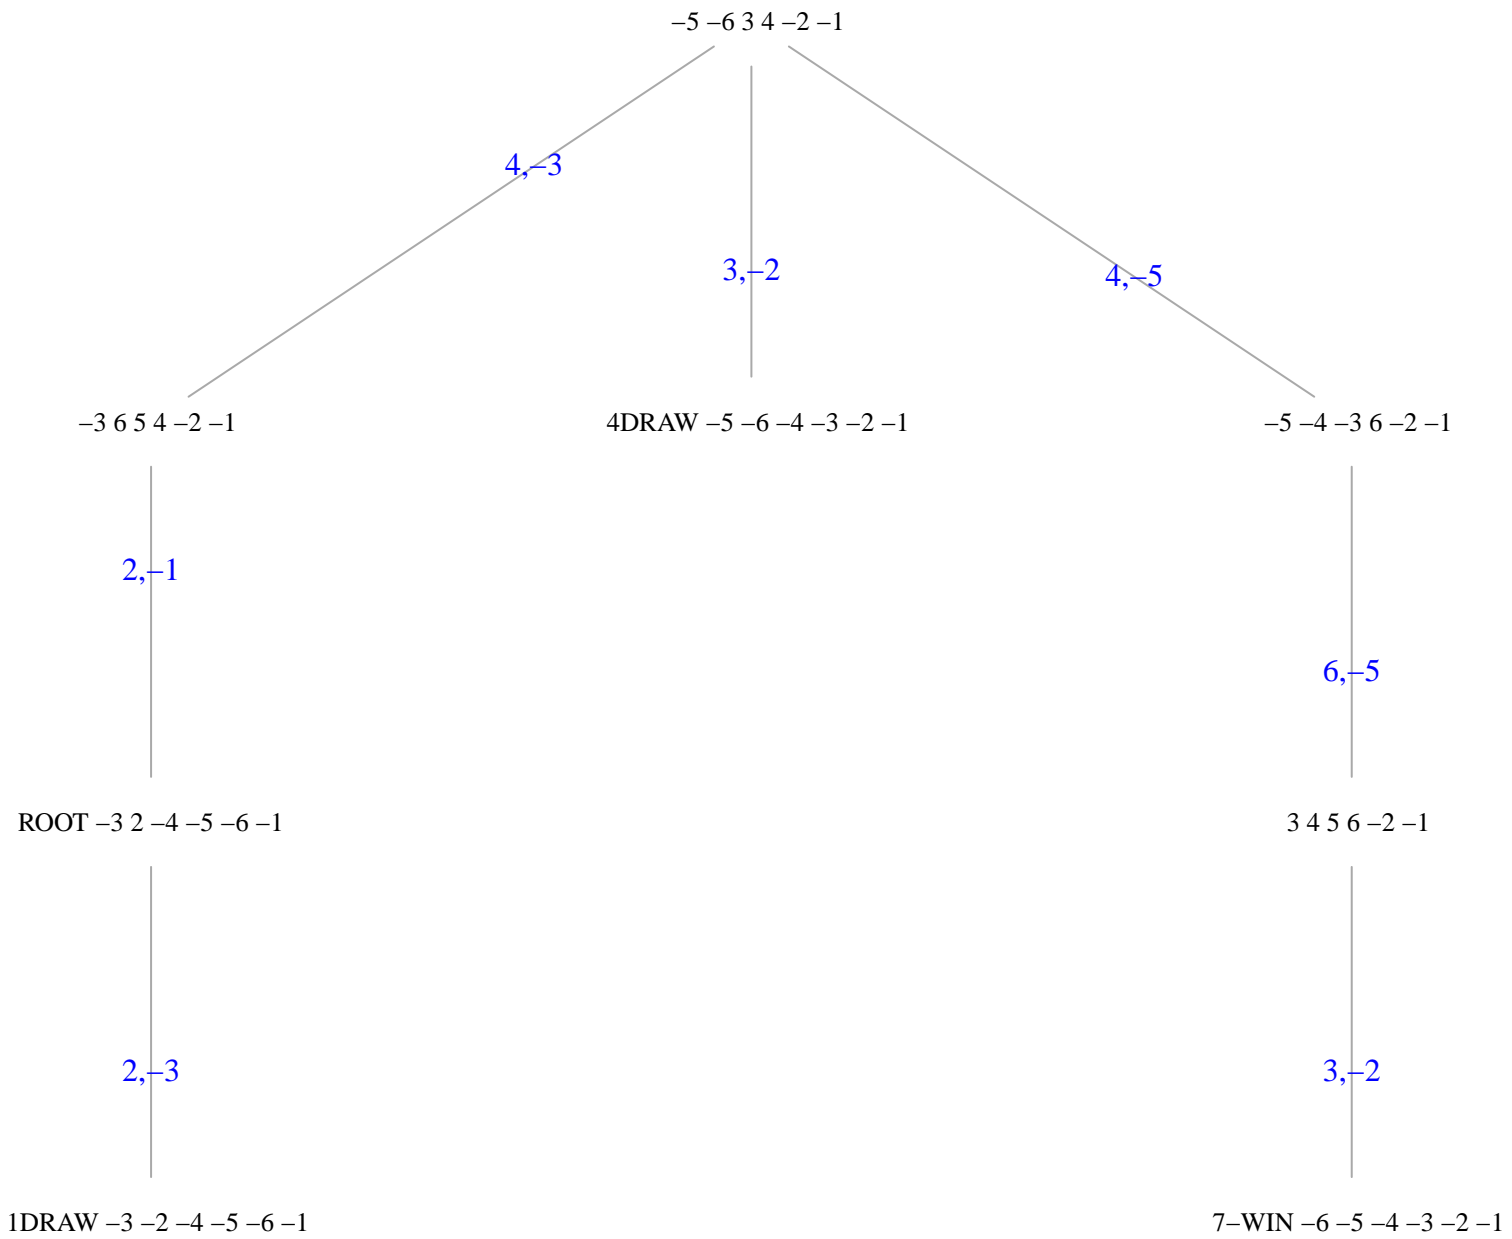 –5 –6 3 4 –2 –1
4,–3
3,–2
4,–5
–3 6 5 4 –2 –1
4DRAW –5 –6 –4 –3 –2 –1
–5 –4 –3 6 –2 –1
2,–1
6,–5
ROOT –3 2 –4 –5 –6 –1
3 4 5 6 –2 –1
2,–3
3,–2
1DRAW –3 –2 –4 –5 –6 –1
7–WIN –6 –5 –4 –3 –2 –1